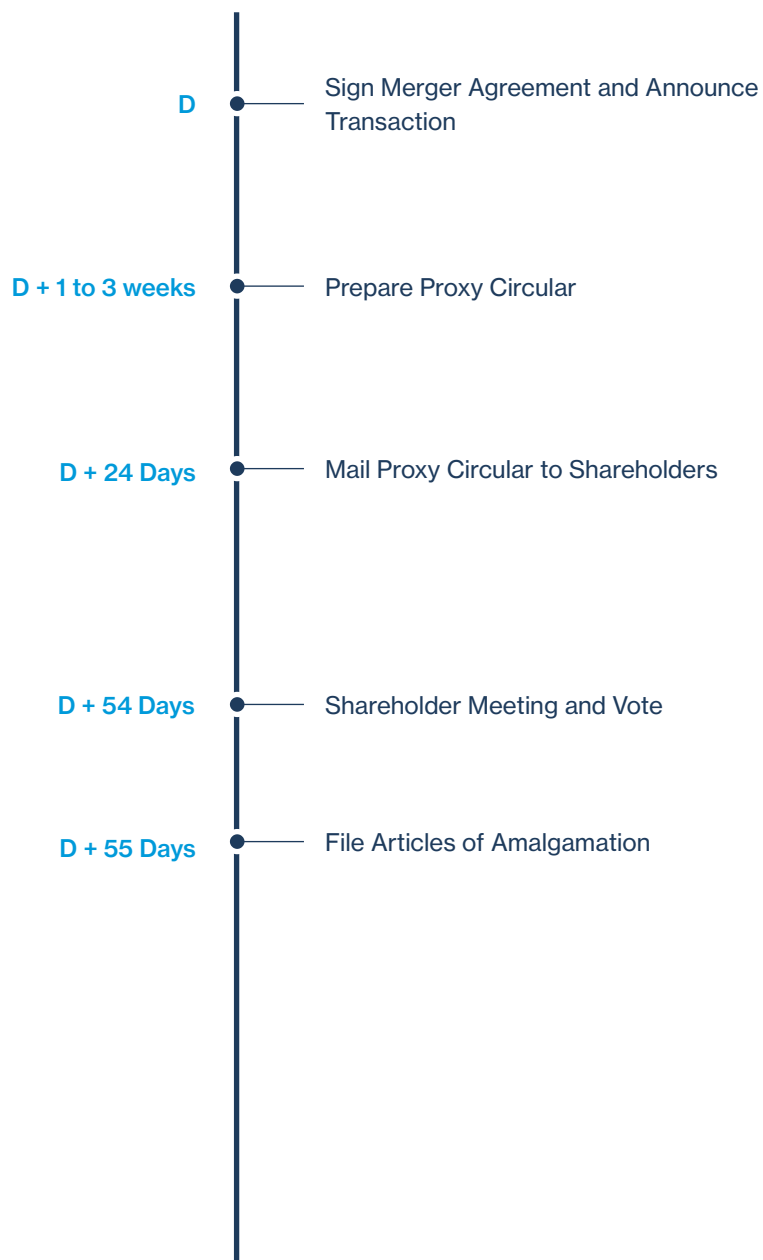 D
Sign Merger Agreement and Announce
Transaction
D + 1 to 3 weeks
Prepare Proxy Circular
D + 24 Days
Mail Proxy Circular to Shareholders
D + 54 Days
Shareholder Meeting and Vote
D + 55 Days
File Articles of Amalgamation